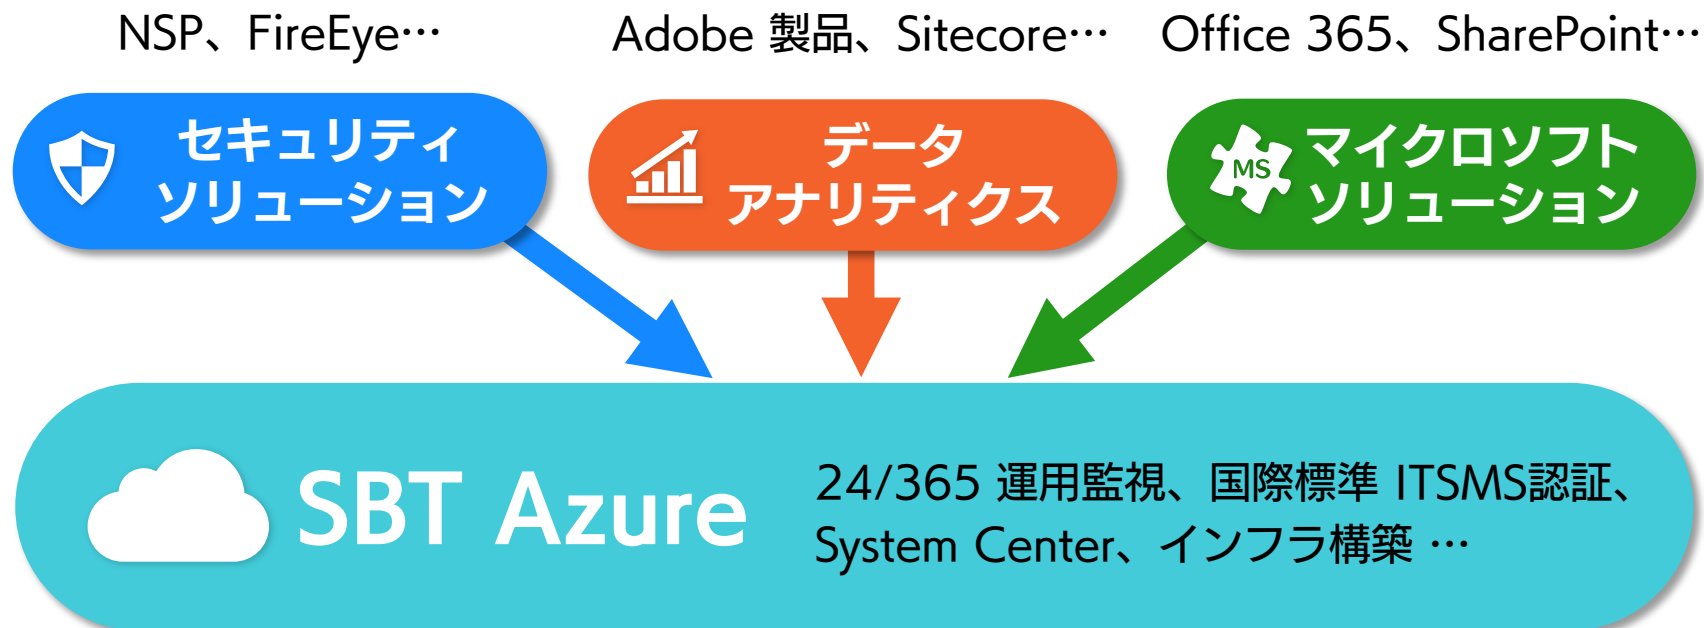 NSP、FireEye…
Adobe 製品、Sitecore…
Office 365、SharePoint…
セキュリティ
ソリューション
データ
アナリティクス
MS
マイクロソフト
ソリューション
SBT Azure
24/365 運用監視、国際標準 ITSMS認証、
System Center、インフラ構築 …